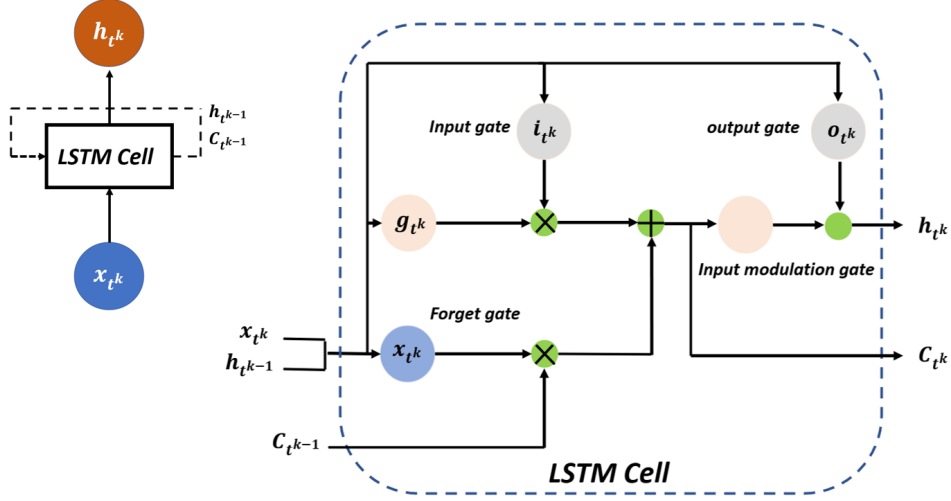 h_{t^k}
h_{t^{k-1}}
C_{t^{k-1}}
LSTM Cell
x_{t^k}
Input gate
i_{t^k}
output gate
o_{t^k}
g_{t^k}
h_{t^k}
Input modulation gate
Forget gate
x_{t^k}
h_{t^{k-1}}
x_{t^k}
C_{t^k}
C_{t^{k-1}}
LSTM Cell